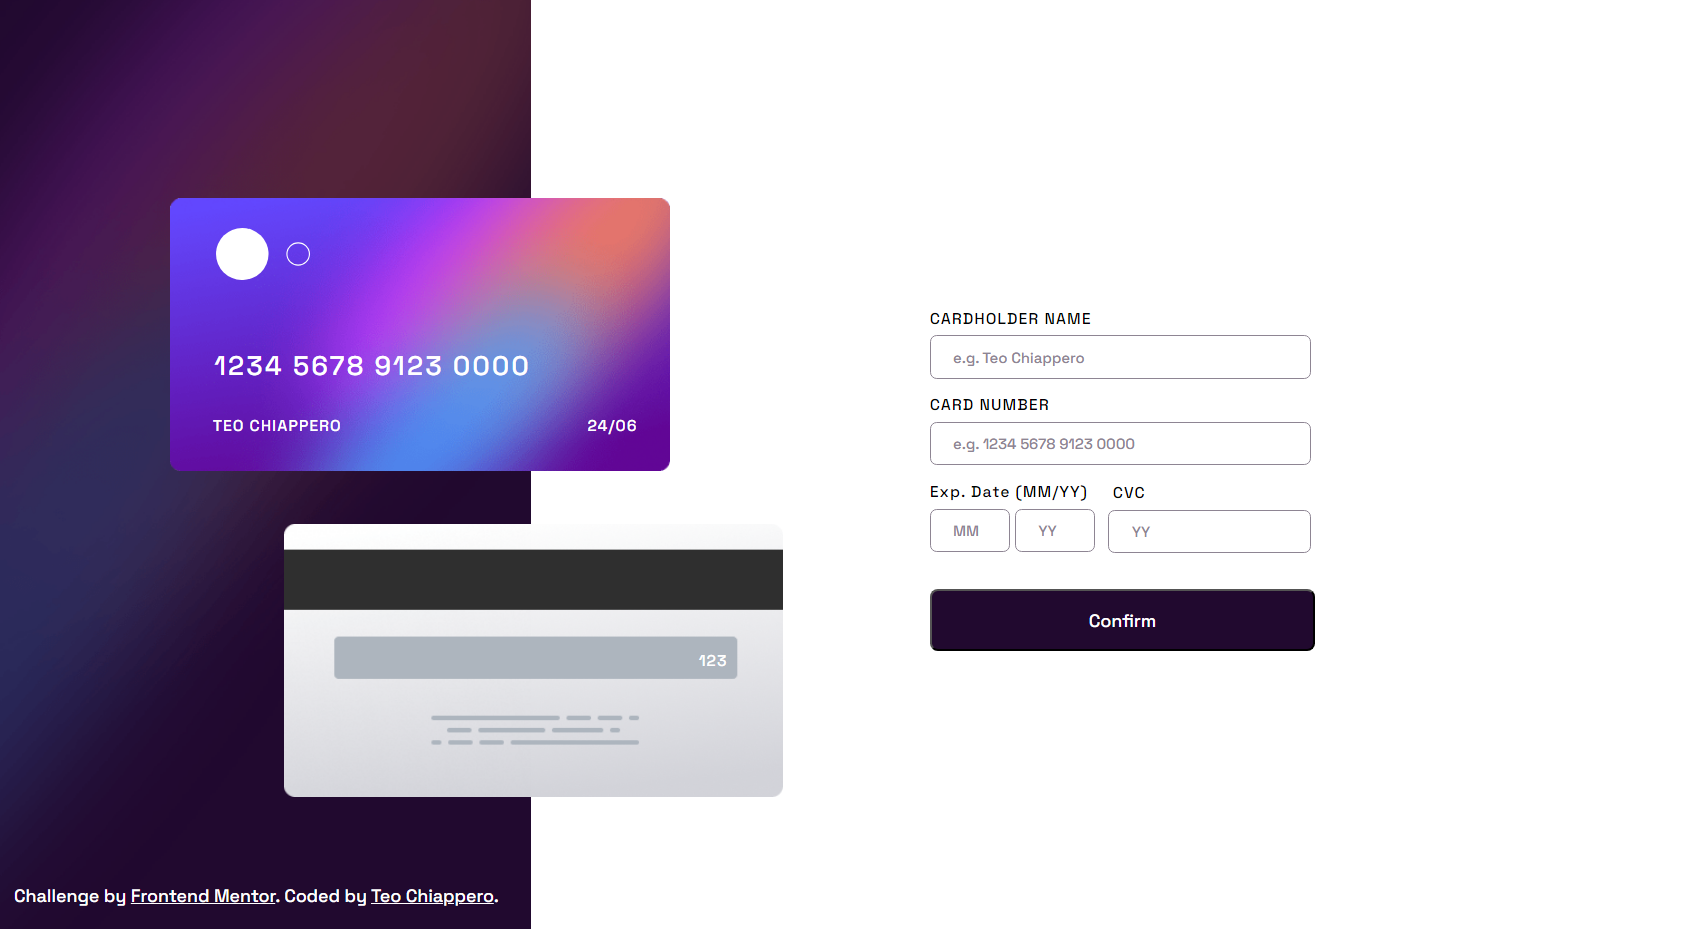 1234 5678 9123 0000
TEO CHIAPPERO 24/06
123
Challenge by Frontend Mentor. Coded by Teo Chiappero.
CARDHOLDER NAME
e.g. Teo Chiappero
CARD NUMBER
e.g. 1234 5678 9123 0000
Exp. Date (MM/YY) CVC
MM YY YY
Confirm